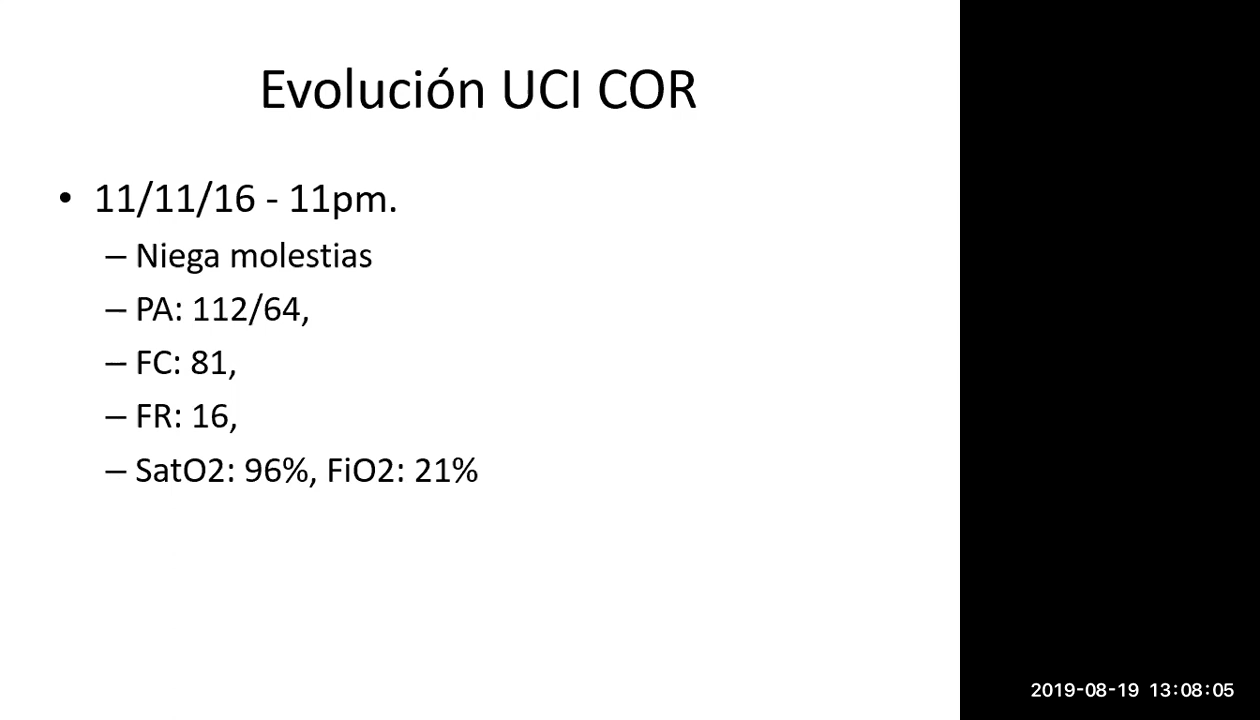 Evolución UCI COR
• 11/11/16 - 11pm.
– Niega molestias
– PA: 112/64,
– FC: 81,
– FR: 16,
– SatO2: 96%, FiO2: 21%
2019-08-19 13:08:05